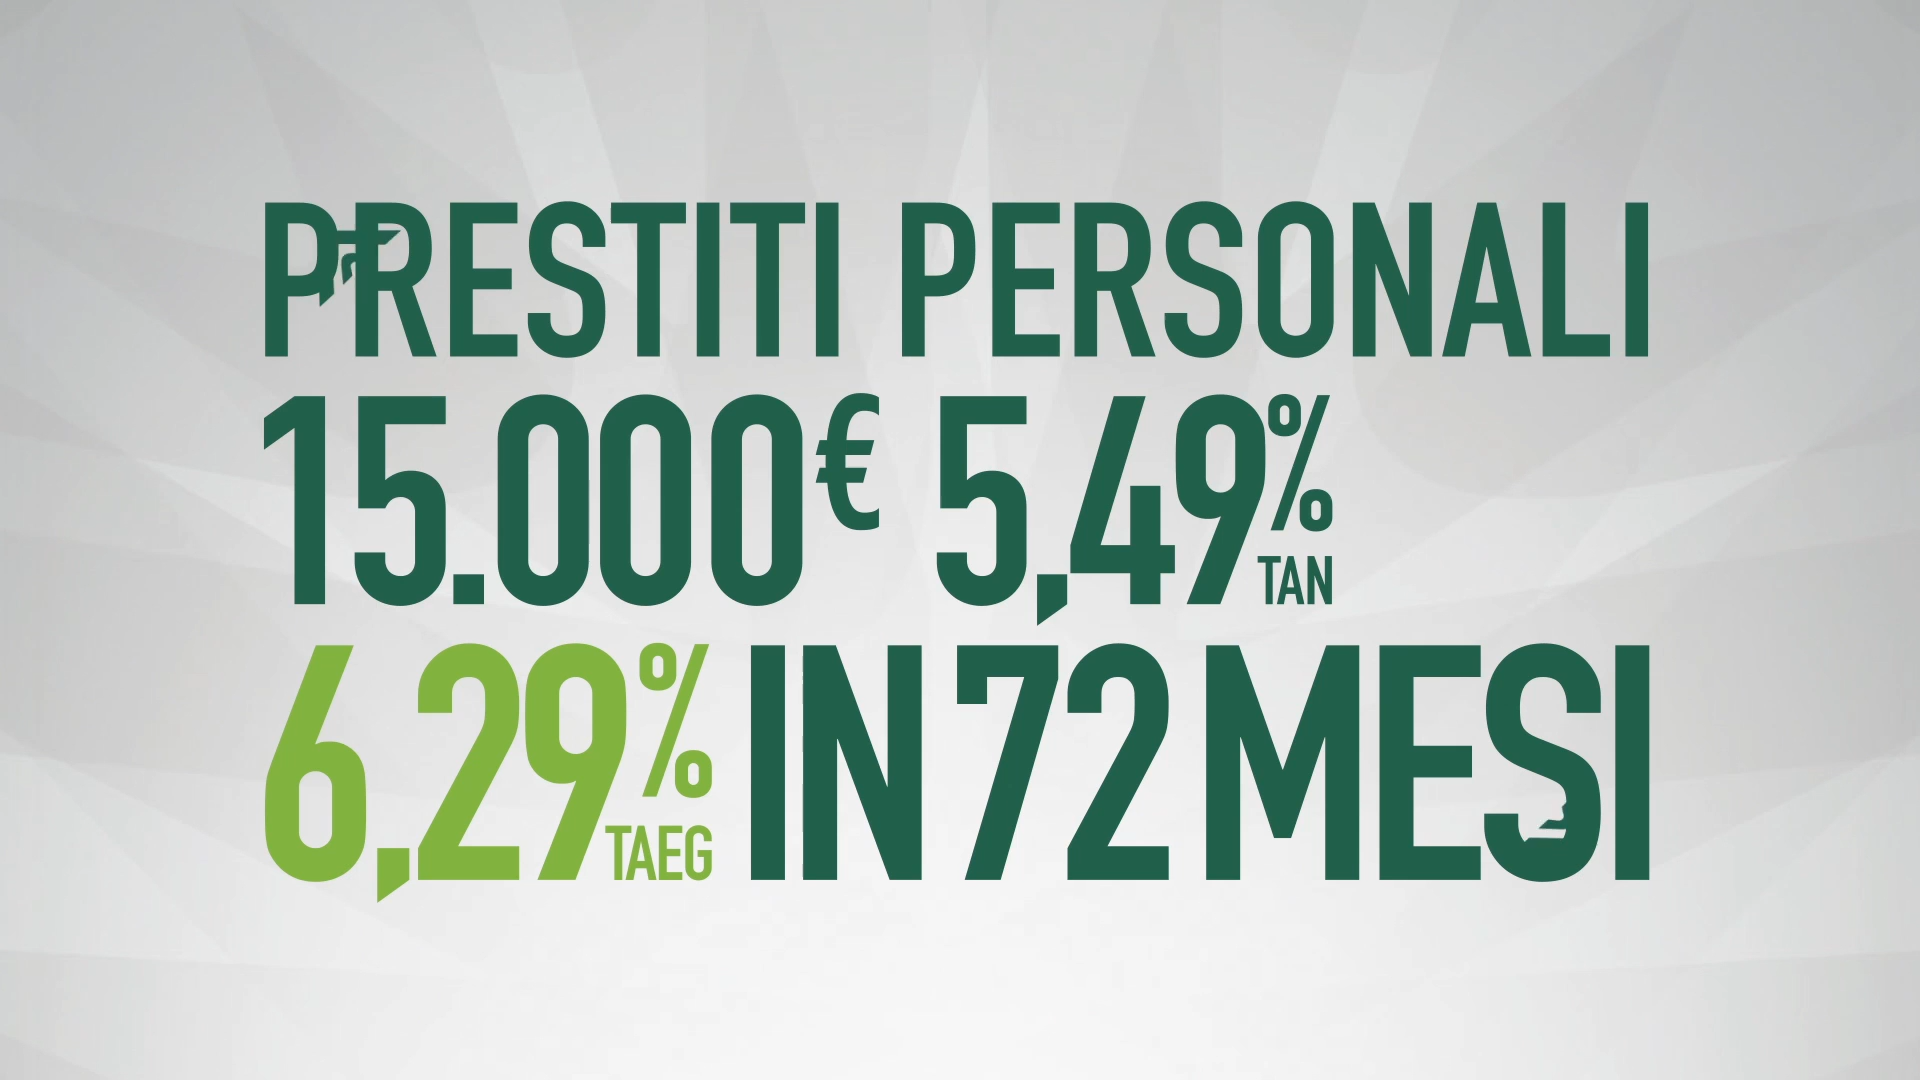 PRESTITI PERSONALI
15.000€ 5,49% TAN
6,29% TAEG IN 72 MESI